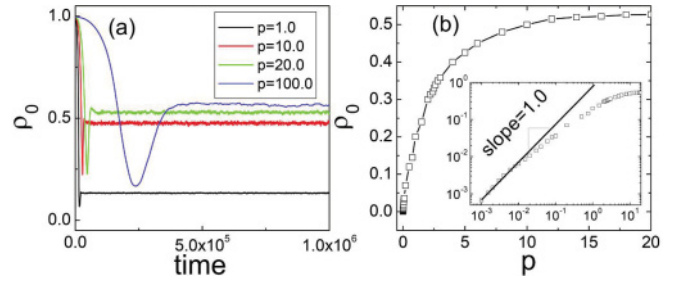 (a)
p=1.0
p=10.0
p=20.0
p=100.0
1.0
0.5
0.0
ρ0
0.0
5.0x10^5
1.0x10^6
time
(b)
0.5
0.4
0.3
0.2
0.1
0.0
ρ0
slope=1.0
10^0
10^-1
10^-2
10^-3
10^-3
10^-2
10^-1
10^0
10^1
0
5
10
15
20
p